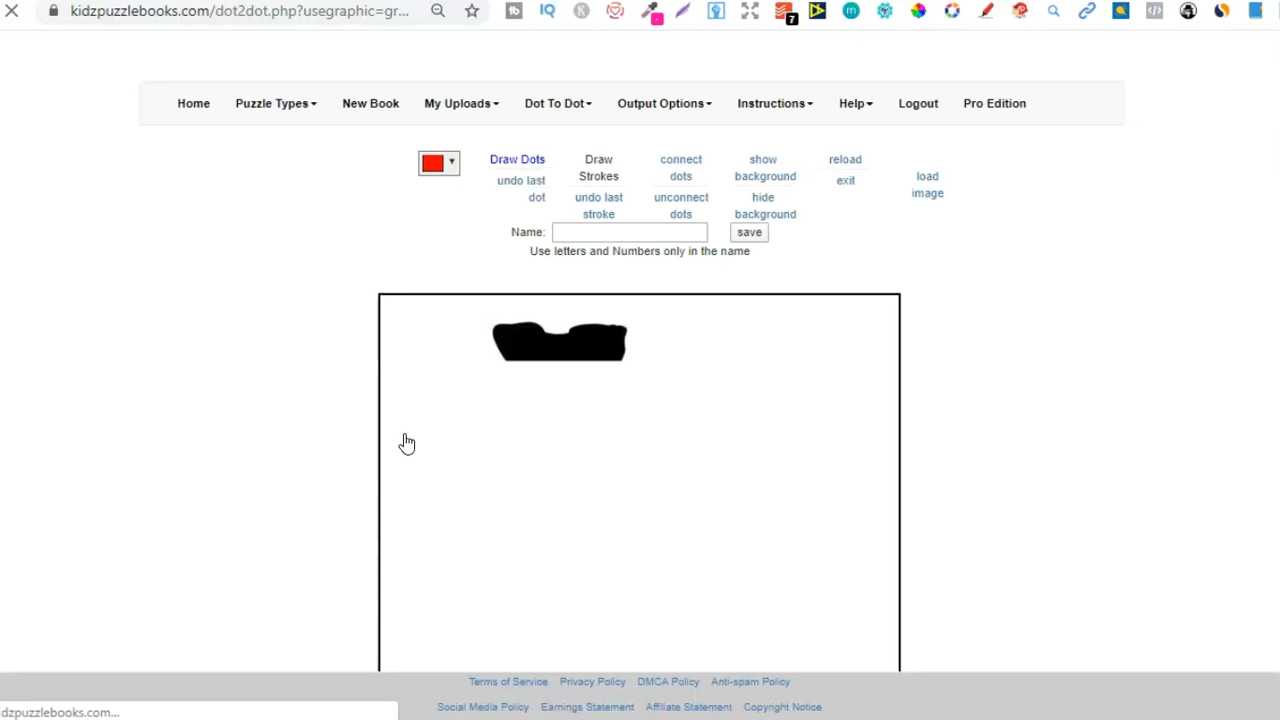 kidzpuzzlebooks.com/dot2dot.php?usegraphic=gr...
7
Home Puzzle Types New Book My Uploads Dot To Dot Output Options Instructions Help Logout Pro Edition
Draw Dots
undo last
dot
Draw
Strokes
undo last
stroke
connect
dots
unconnect
dots
show
background
hide
background
reload
exit
load
image
Name: save
Use letters and Numbers only in the name
Terms of Service Privacy Policy DMCA Policy Anti-spam Policy
Social Media Policy Earnings Statement Affiliate Statement Copyright Notice
dzpuzzlebooks.com...